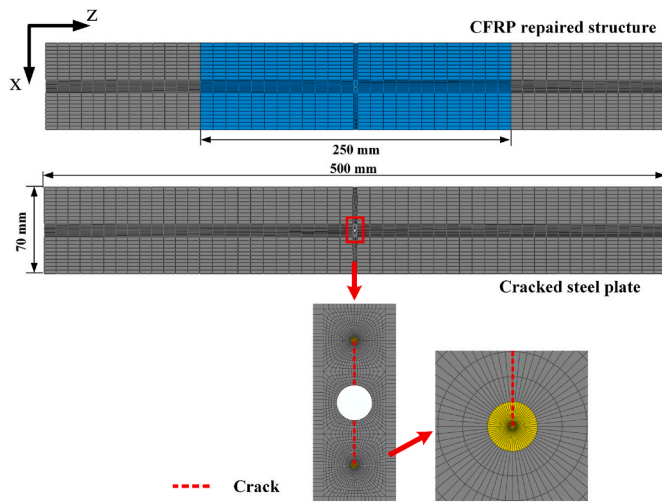 Z
CFRP repaired structure
X
250 mm
500 mm
70 mm
Cracked steel plate
Crack